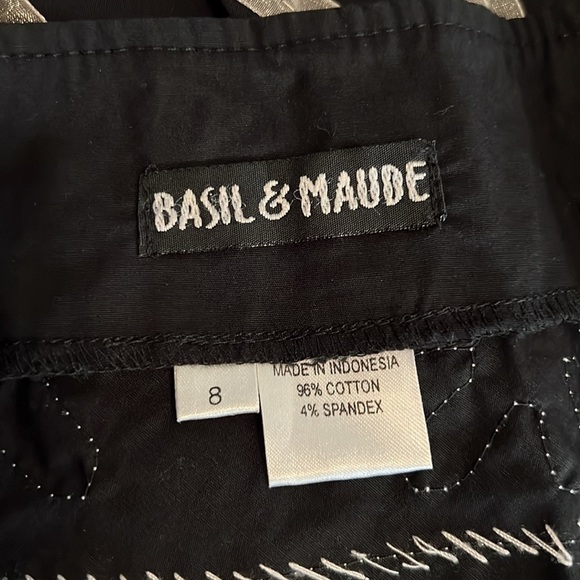 BASIL & MAUDE
8
MADE IN INDONESIA
96% COTTON
4% SPANDEX